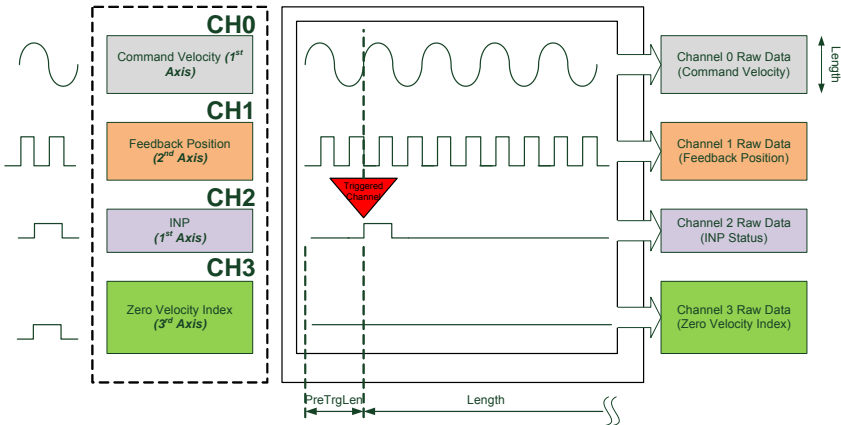 CH0
Command Velocity (1st
Axis)
CH1
Feedback Position
(2nd Axis)
CH2
INP
(1st Axis)
CH3
Zero Velocity Index
(3rd Axis)
Triggered
Channel
PreTrgLen
Length
Channel 0 Raw Data
(Command Velocity)
Length
Channel 1 Raw Data
(Feedback Position)
Channel 2 Raw Data
(INP Status)
Channel 3 Raw Data
(Zero Velocity Index)